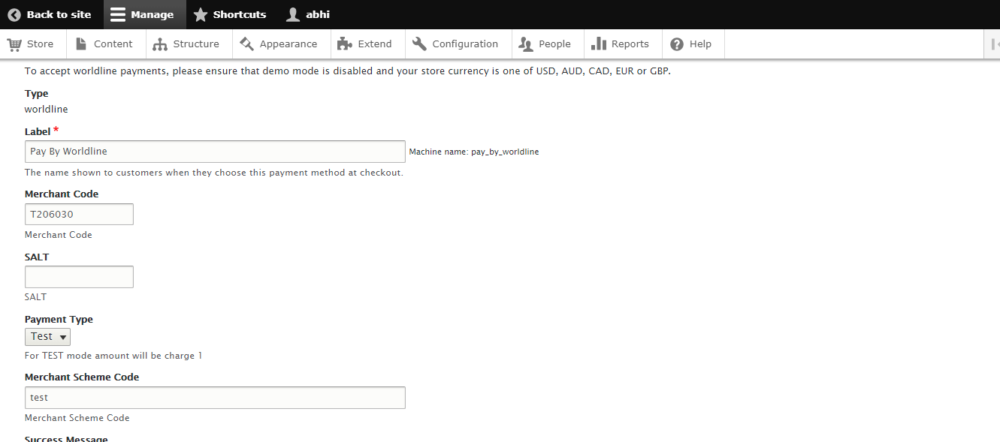 Back to site Manage Shortcuts abhi
Store Content Structure Appearance Extend Configuration People Reports Help
To accept worldline payments, please ensure that demo mode is disabled and your store currency is one of USD, AUD, CAD, EUR or GBP.
Type
worldline
Label *
Pay By Worldline Machine name: pay_by_worldline
The name shown to customers when they choose this payment method at checkout.
Merchant Code
T206030
Merchant Code
SALT
SALT
Payment Type
Test
For TEST mode amount will be charge 1
Merchant Scheme Code
test
Merchant Scheme Code
Success Message